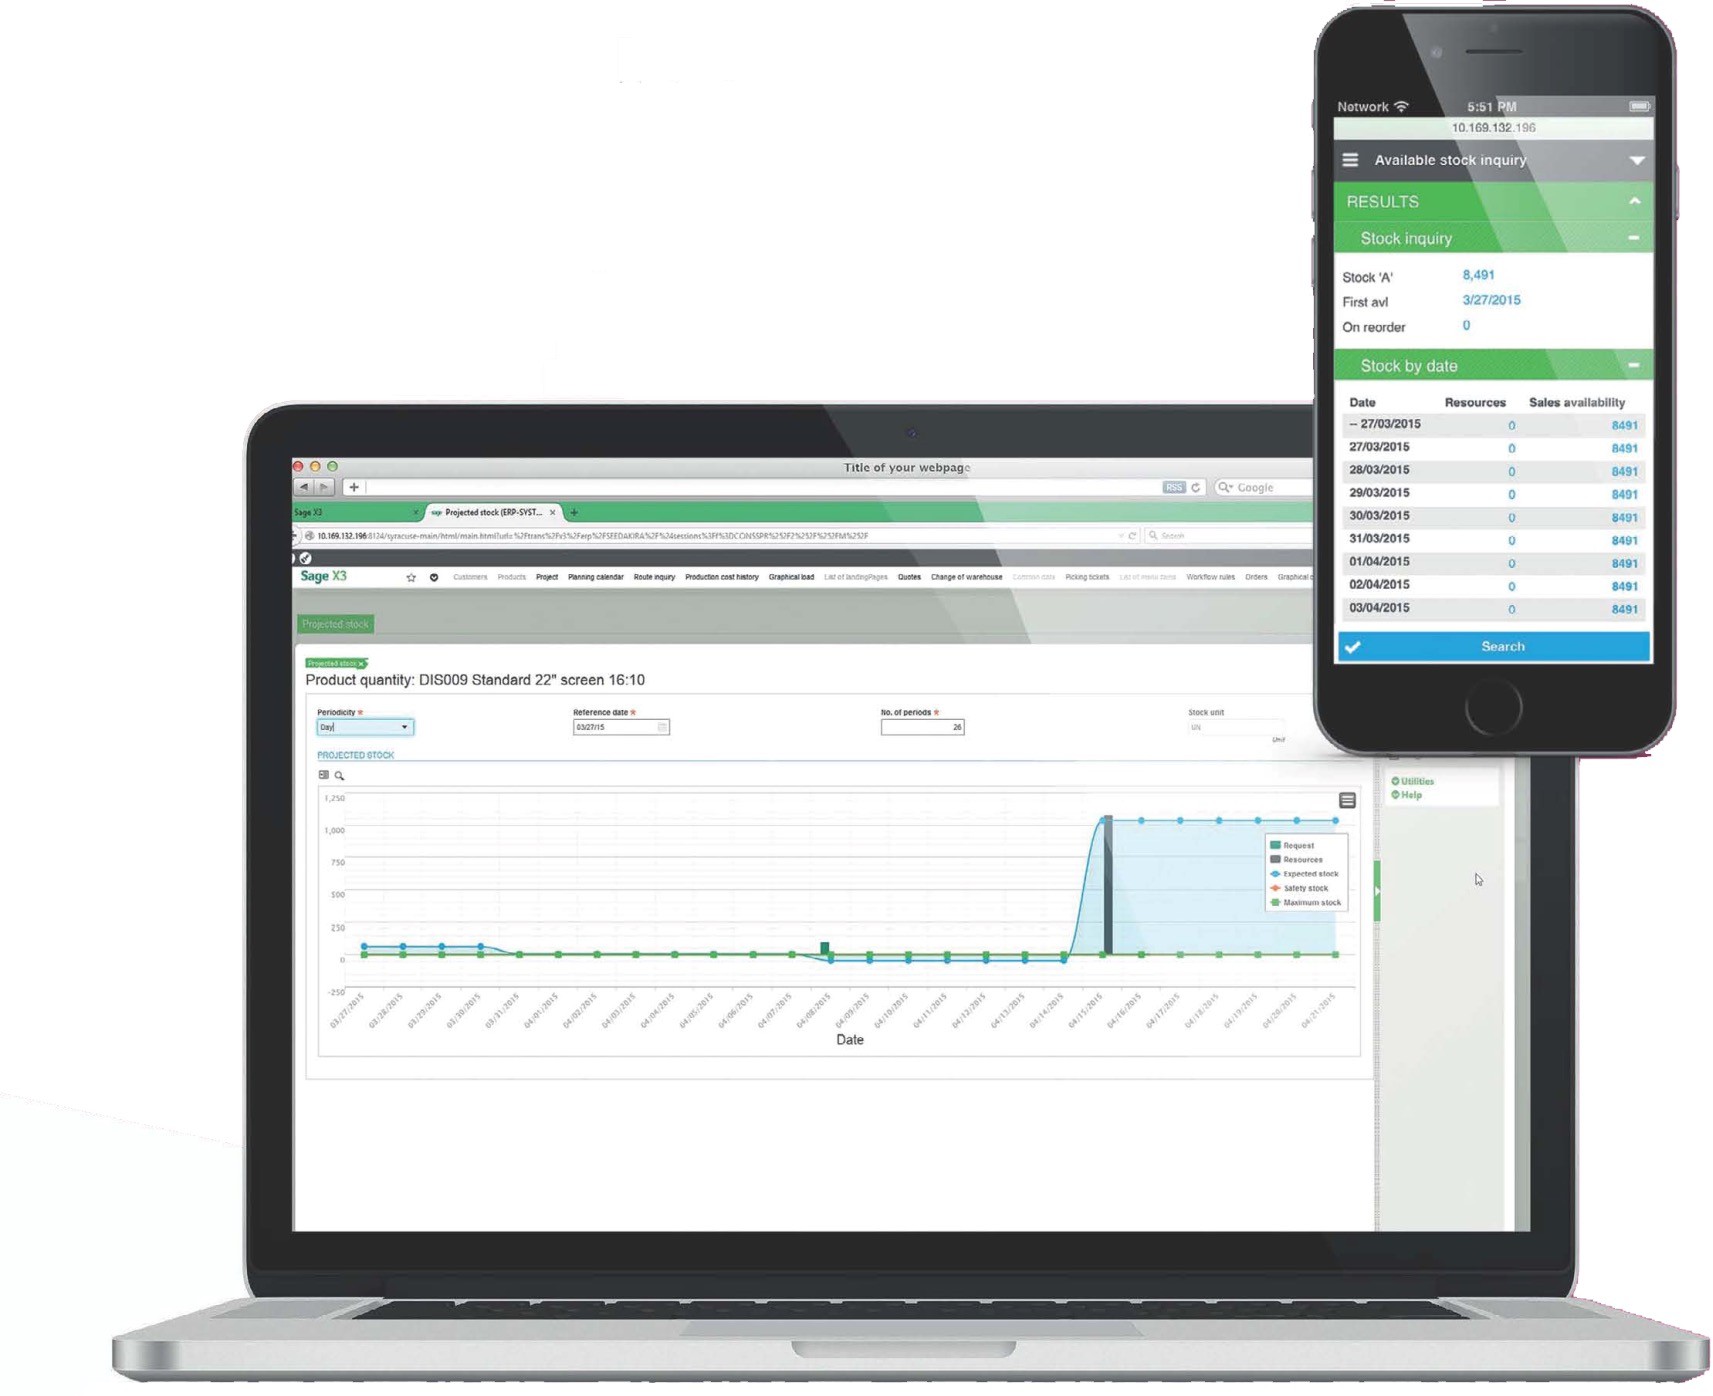 Network 5:51 PM
10.169.132.196
Available stock inquiry
RESULTS
Stock inquiry
Stock 'A' 8,491
First avl 3/27/2015
On reorder 0
Stock by date
Date Resources Sales availability
-- 27/03/2015 0 8491
27/03/2015 0 8491
28/03/2015 0 8491
29/03/2015 0 8491
30/03/2015 0 8491
31/03/2015 0 8491
01/04/2015 0 8491
02/04/2015 0 8491
03/04/2015 0 8491
Search
Title of your webpage
RSS Google
Sage X3 Projected stock (ERP-SYST...
Search
Sage X3
Customers Products Project Planning calendar Route inquiry Production cost history Graphical load List of landingPages Quotes Change of warehouse Common data Picking tickets List of menu items Workflow rules Orders Graphical
Projected stock
Projected stock
Product quantity: DIS009 Standard 22" screen 16:10
Periodicity * Reference date * No. of periods * Stock unit
Day 03/27/15 26 UN
Unit
PROJECTED STOCK
Utilities
Help
1,250
1,000
750
500
250
0
-250
Request
Resources
Expected stock
Safety stock
Maximum stock
03/27/2015 03/28/2015 03/29/2015 03/30/2015 03/31/2015 04/01/2015 04/02/2015 04/03/2015 04/04/2015 04/05/2015 04/06/2015 04/07/2015 04/08/2015 04/09/2015 04/10/2015 04/11/2015 04/12/2015 04/13/2015 04/14/2015 04/15/2015 04/16/2015 04/17/2015 04/18/2015 04/19/2015 04/20/2015 04/21/2015
Date